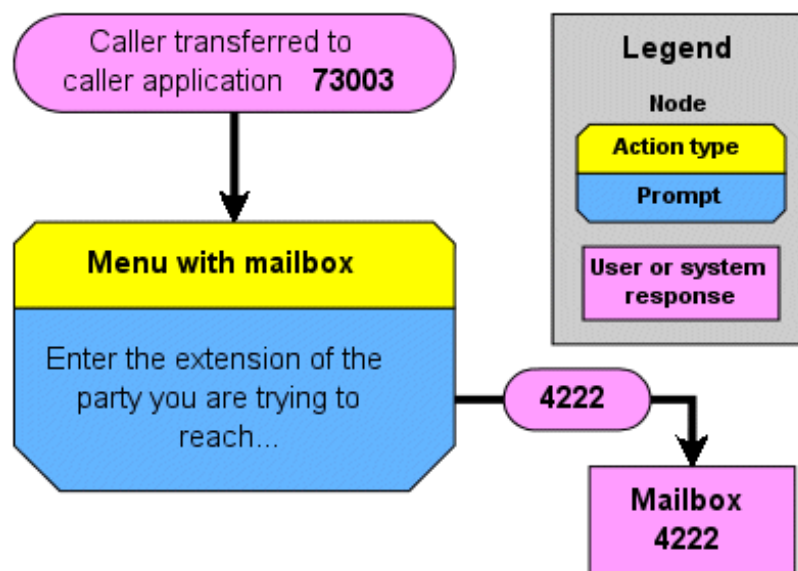 Caller transferred to
caller application 73003
Menu with mailbox
Enter the extension of the
party you are trying to
reach...
4222
Mailbox
4222
Legend
Node
Action type
Prompt
User or system
response